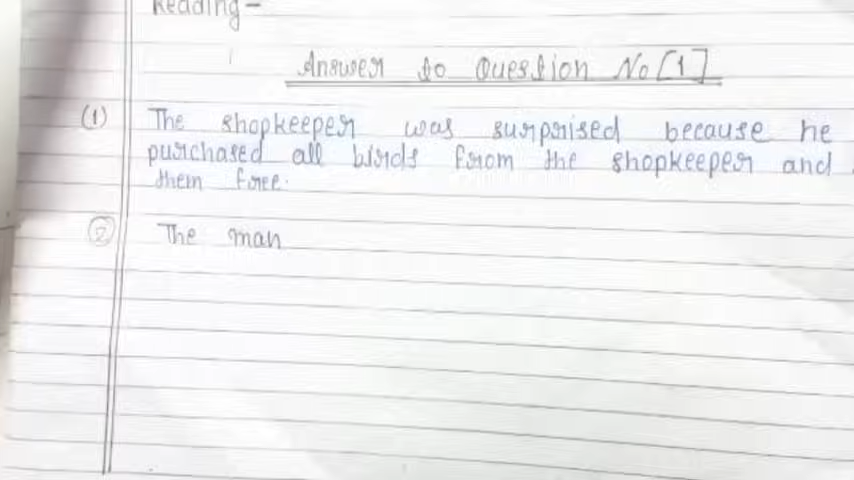 Reading-
Answer to Question No [1]
(1) The shopkeeper was surprised because he
purchased all birds from the shopkeeper and
them free.
(2) The man